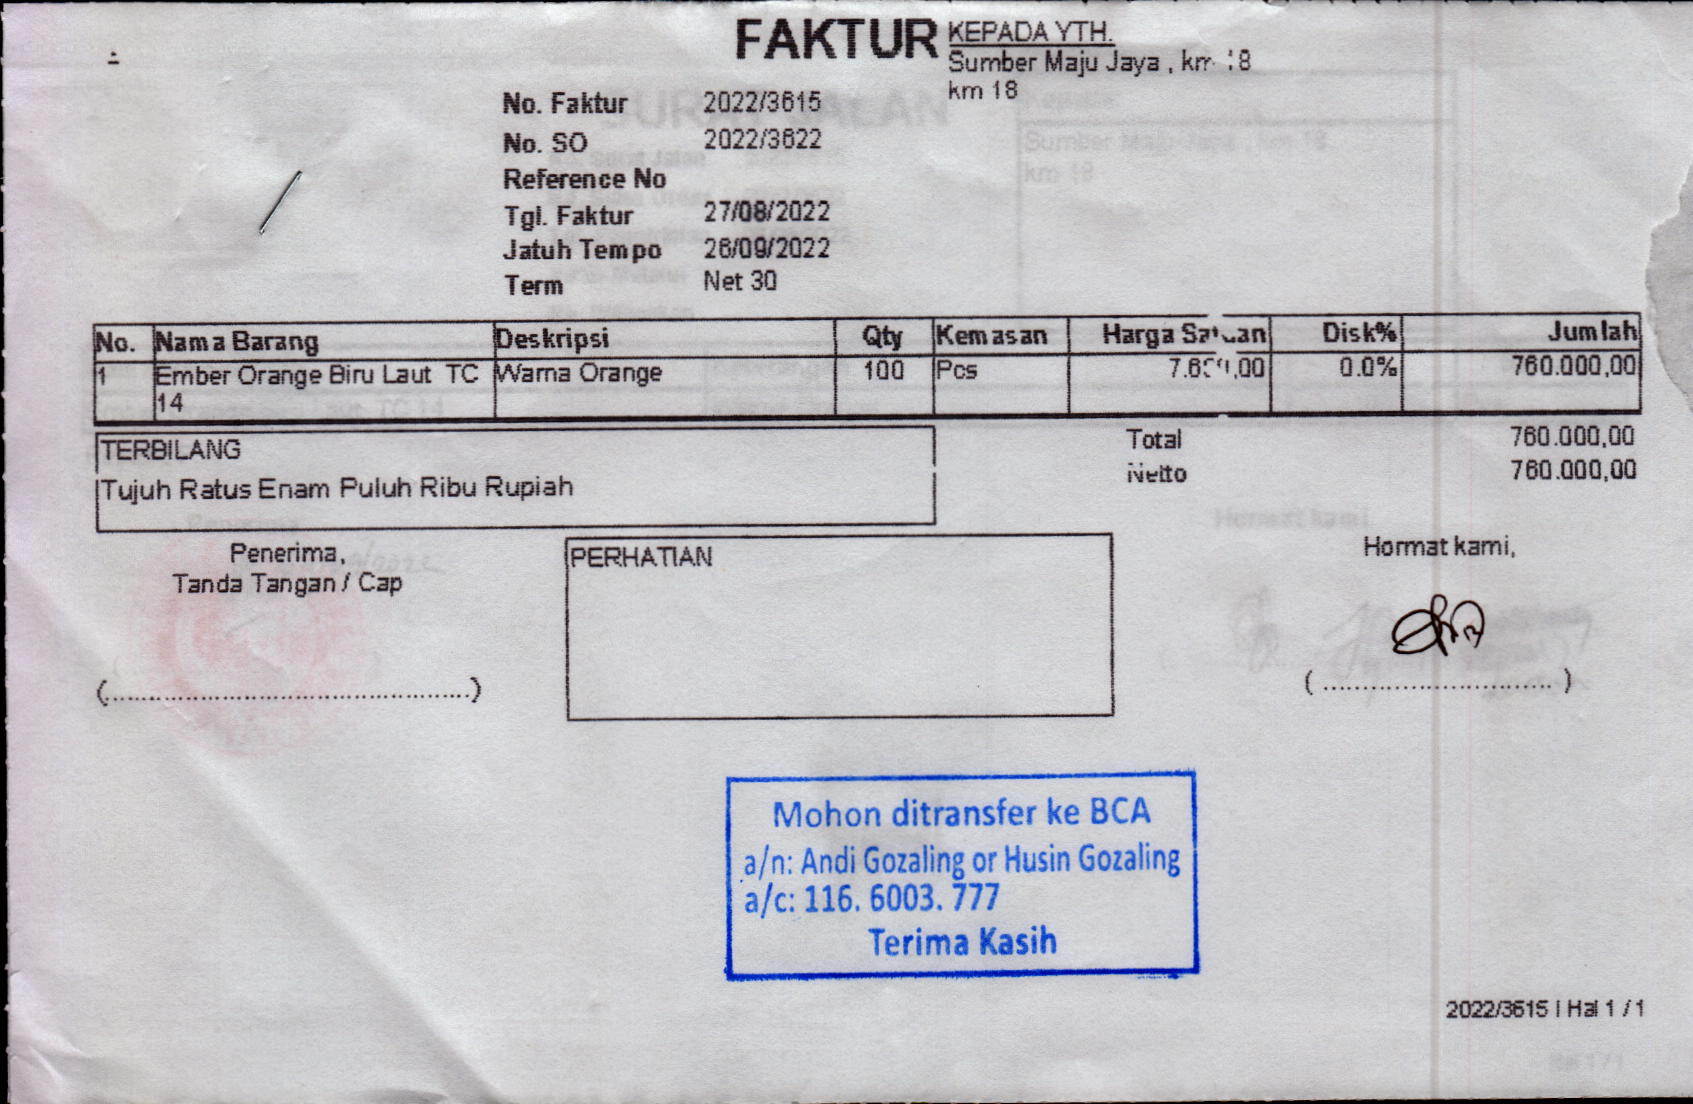 FAKTUR
KEPADA YTH.
Sumber Maju Jaya , km 18
km 18
No. Faktur 2022/3615
No. SO 2022/3622
Reference No
Tgl. Faktur 27/08/2022
Jatuh Tempo 26/09/2022
Term Net 30
No. Nama Barang Deskripsi Qty Kemasan Harga Satuan Disk% Jumlah
1 Ember Orange Biru Laut TC Warna Orange 100 Pcs 0.0% 760.000,00
14
TERBILANG
Tujuh Ratus Enam Puluh Ribu Rupiah
Total 760.000,00
Netto 760.000,00
Penerima,
Tanda Tangan / Cap
(..............................................)
PERHATIAN
Hormat kami,
( ............................. )
Mohon ditransfer ke BCA
a/n: Andi Gozaling or Husin Gozaling
a/c: 116. 6003. 777
Terima Kasih
2022/3615 | Hal 1 / 1